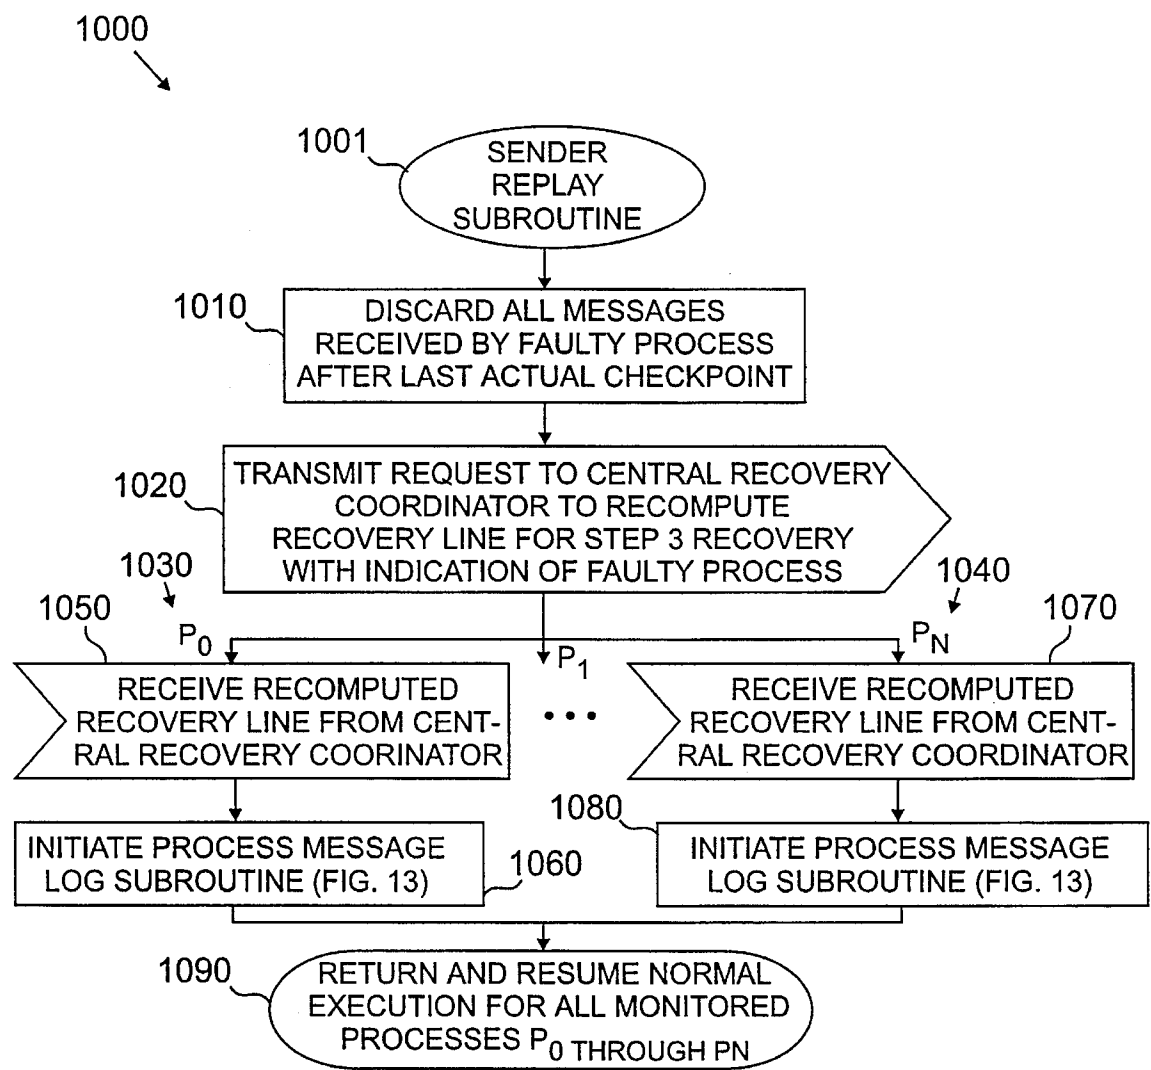 1000
1001
SENDER
REPLAY
SUBROUTINE
1010
DISCARD ALL MESSAGES
RECEIVED BY FAULTY PROCESS
AFTER LAST ACTUAL CHECKPOINT
1020
TRANSMIT REQUEST TO CENTRAL RECOVERY
COORDINATOR TO RECOMPUTE
RECOVERY LINE FOR STEP 3 RECOVERY
WITH INDICATION OF FAULTY PROCESS
1030
1040
1050
1070
P0
P1
PN
RECEIVE RECOMPUTED
RECOVERY LINE FROM CEN-
TRAL RECOVERY COORINATOR
• • •
RECEIVE RECOMPUTED
RECOVERY LINE FROM CEN-
TRAL RECOVERY COORDINATOR
1080
INITIATE PROCESS MESSAGE
LOG SUBROUTINE (FIG. 13)
1060
INITIATE PROCESS MESSAGE
LOG SUBROUTINE (FIG. 13)
1090
RETURN AND RESUME NORMAL
EXECUTION FOR ALL MONITORED
PROCESSES P0 THROUGH PN